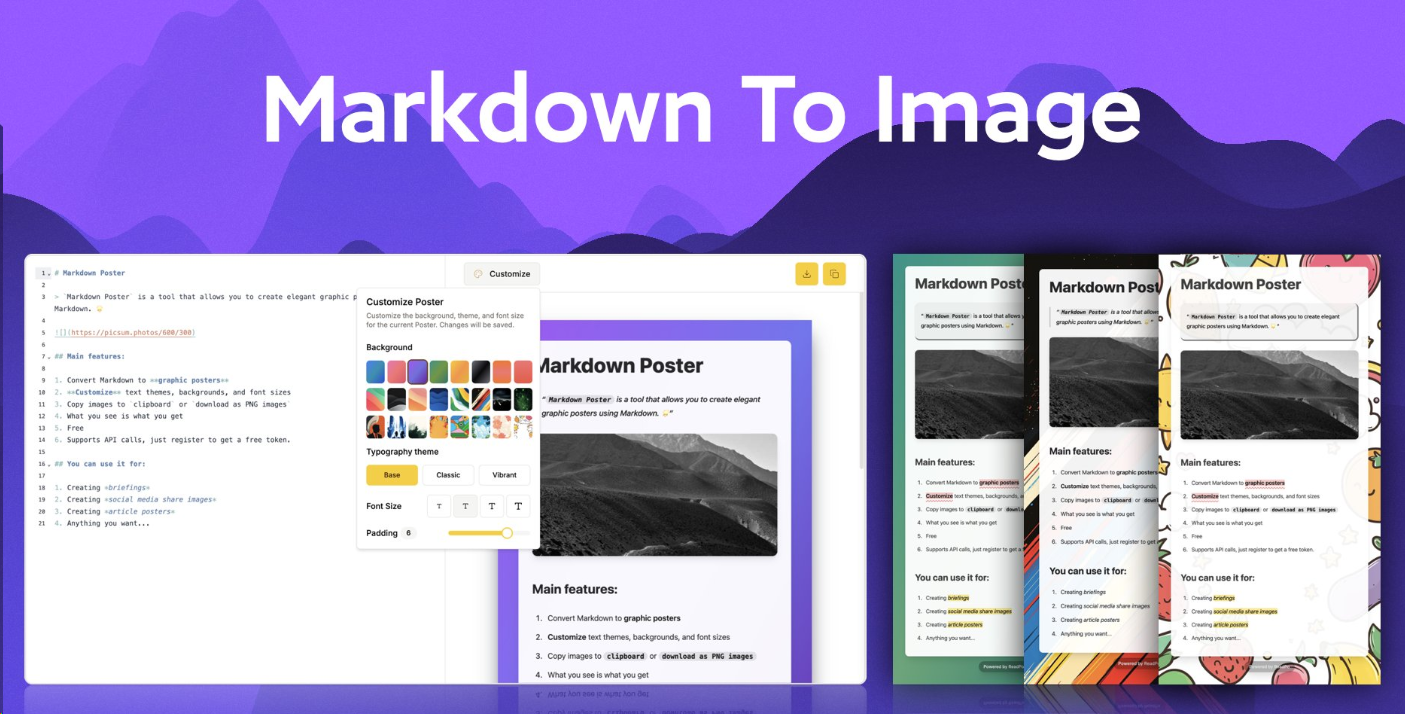 Markdown To Image
1
# Markdown Poster
2
3
> `Markdown Poster` is a tool that allows you to create elegant graphic p
Markdown.
4
5
![](https://picsum.photos/600/300)
6
7
## Main features:
8
9
1. Convert Markdown to **graphic posters**
10
2. **Customize** text themes, backgrounds, and font sizes
11
3. Copy images to `clipboard` or `download as PNG images`
12
4. What you see is what you get
13
5. Free
14
6. Supports API calls, just register to get a free token.
15
16
## You can use it for:
17
18
1. Creating *briefings*
19
2. Creating *social media share images*
20
3. Creating *article posters*
21
4. Anything you want...
Customize
Customize Poster
Customize the background, theme, and font size
for the current Poster. Changes will be saved.
Background
Typography theme
Base
Classic
Vibrant
Font Size
T
T
T
T
Padding 6
Markdown Poster
" Markdown Poster is a tool that allows you to create elegant
graphic posters using Markdown. "
Main features:
1. Convert Markdown to graphic posters
2. Customize text themes, backgrounds, and font sizes
3. Copy images to clipboard or download as PNG images
4. What you see is what you get
Markdown Poster
" Markdown Poster is a tool that allows y
graphic posters using Markdown. "
Main features:
1. Convert Markdown to graphic posters
2. Customize text themes, backgrounds, a
3. Copy images to clipboard or downlo
4. What you see is what you get
5. Free
6. Supports API calls, just register to get a
You can use it for:
1. Creating briefings
2. Creating social media share images
3. Creating article posters
4. Anything you want...
Powered by ReadP
Markdown Post
" Markdown Poster is a tool that allow
graphic posters using Markdown. "
Main features:
1. Convert Markdown to graphic posters
2. Customize text themes, backgrounds,
3. Copy images to clipboard or downl
4. What you see is what you get
5. Free
6. Supports API calls, just register to get
You can use it for:
1. Creating briefings
2. Creating social media share images
3. Creating article posters
4. Anything you want...
Powered by ReadP
Markdown Poster
" Markdown Poster is a tool that allows you to create elegant
graphic posters using Markdown. "
Main features:
1. Convert Markdown to graphic posters
2. Customize text themes, backgrounds, and font sizes
3. Copy images to clipboard or download as PNG images
4. What you see is what you get
5. Free
6. Supports API calls, just register to get a free token.
You can use it for:
1. Creating briefings
2. Creating social media share images
3. Creating article posters
4. Anything you want...